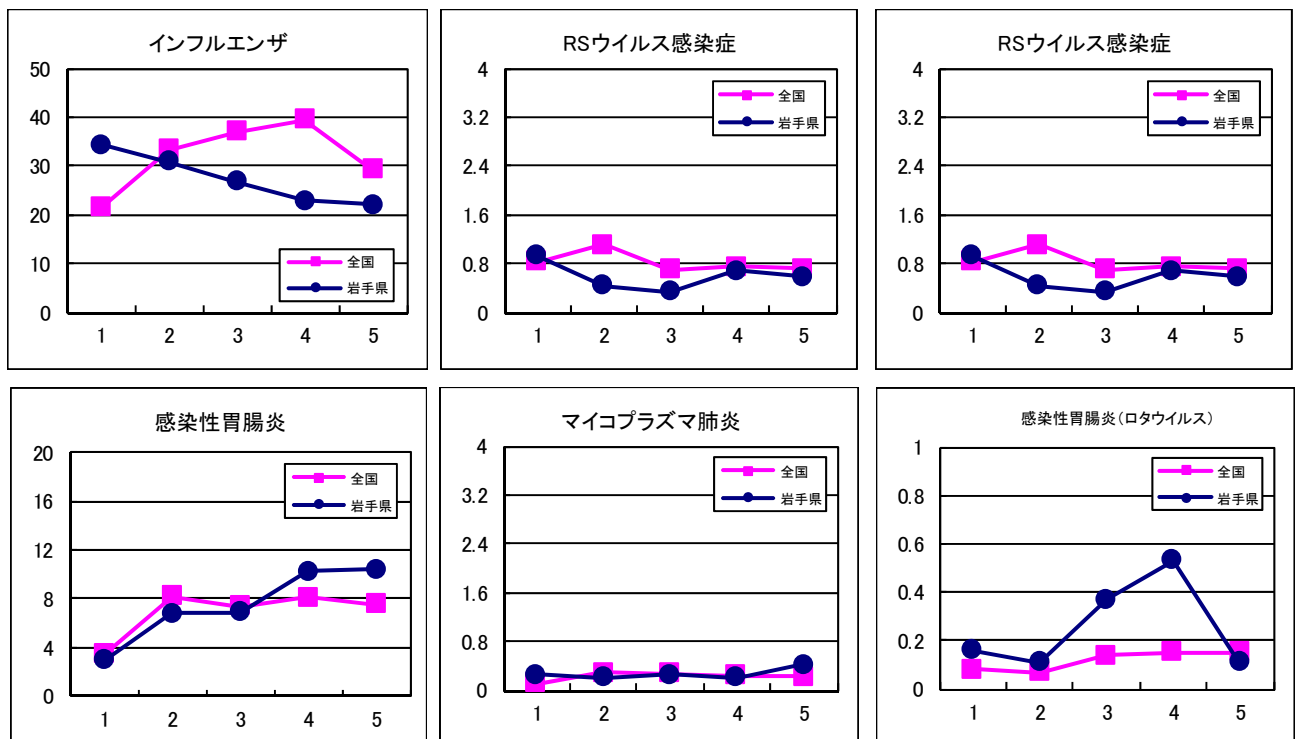 インフルエンザ
50
40
30
20
10
0
全国
岩手県
1 2 3 4 5
RSウイルス感染症
4
3.2
2.4
1.6
0.8
0
全国
岩手県
1 2 3 4 5
RSウイルス感染症
4
3.2
2.4
1.6
0.8
0
全国
岩手県
1 2 3 4 5
感染性胃腸炎
20
16
12
8
4
0
全国
岩手県
1 2 3 4 5
マイコプラズマ肺炎
4
3.2
2.4
1.6
0.8
0
全国
岩手県
1 2 3 4 5
感染性胃腸炎(ロタウイルス)
1
0.8
0.6
0.4
0.2
0
全国
岩手県
1 2 3 4 5